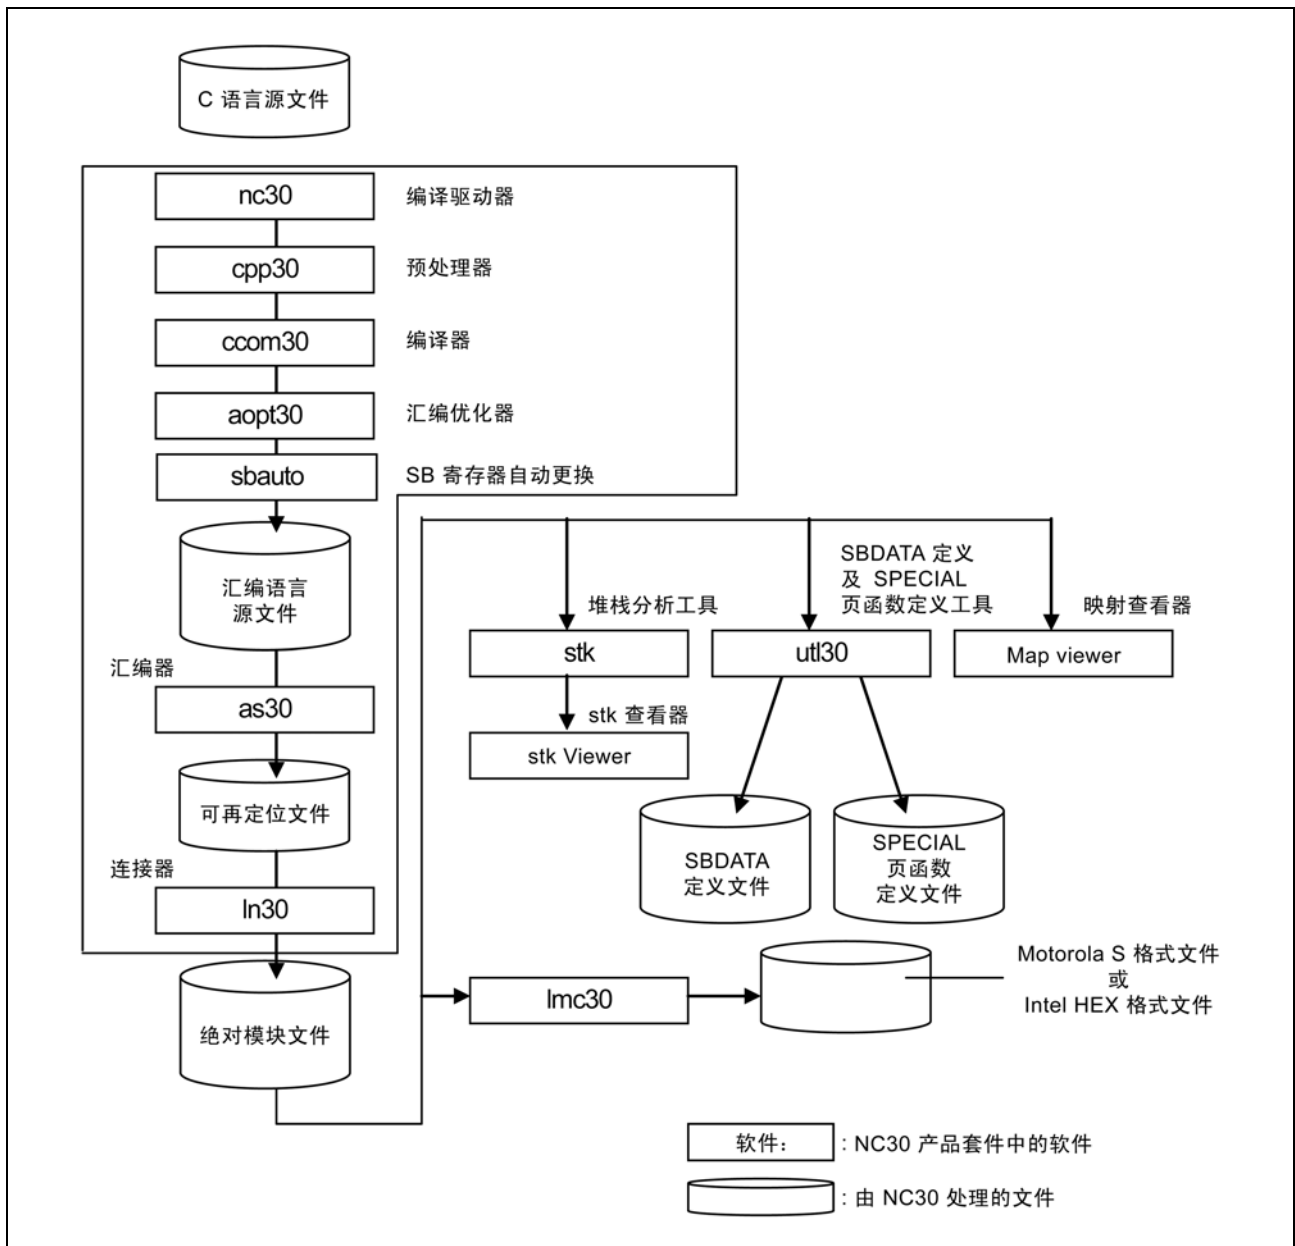 C 语言源文件
nc30
编译驱动器
cpp30
预处理器
ccom30
编译器
aopt30
汇编优化器
sbauto
SB 寄存器自动更换
汇编语言
源文件
汇编器
as30
可再定位文件
连接器
ln30
绝对模块文件
堆栈分析工具
stk
stk 查看器
stk Viewer
SBDATA 定义
及 SPECIAL
页函数定义工具
utl30
映射查看器
Map viewer
SBDATA
定义文件
SPECIAL
页函数
定义文件
lmc30
Motorola S 格式文件
或
Intel HEX 格式文件
软件：
: NC30 产品套件中的软件
: 由 NC30 处理的文件